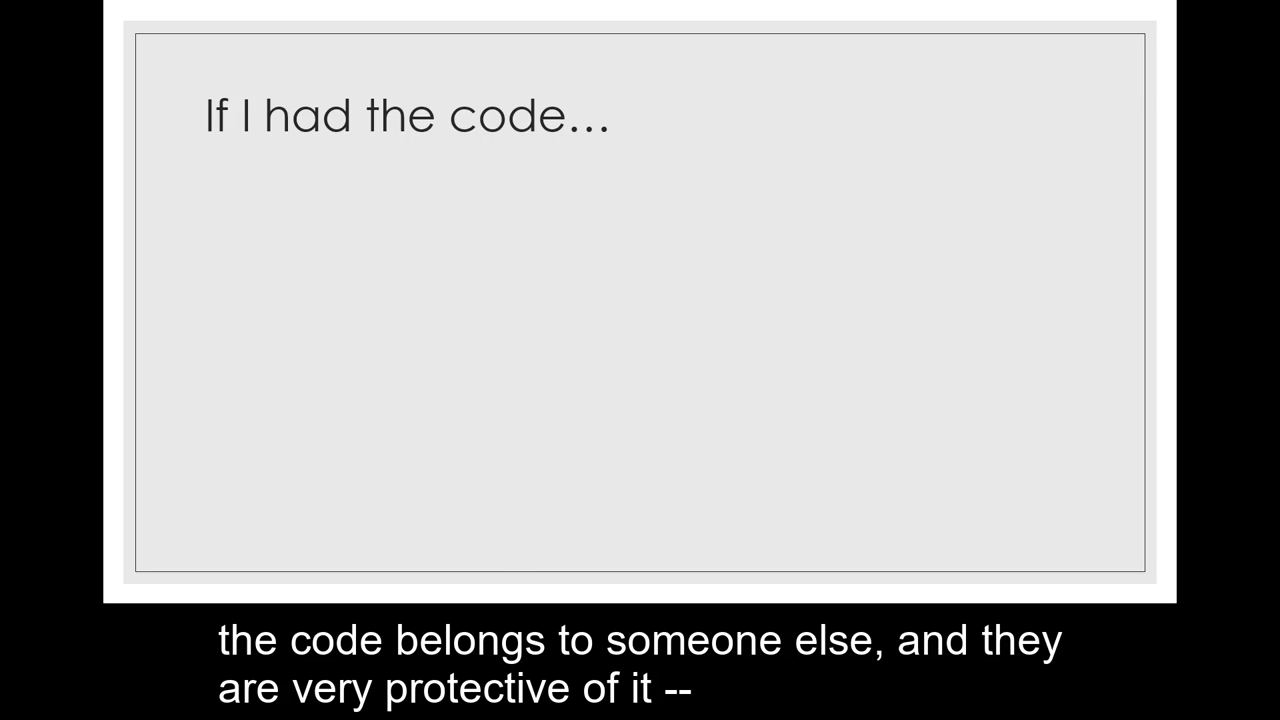 If I had the code…
the code belongs to someone else, and they
are very protective of it --